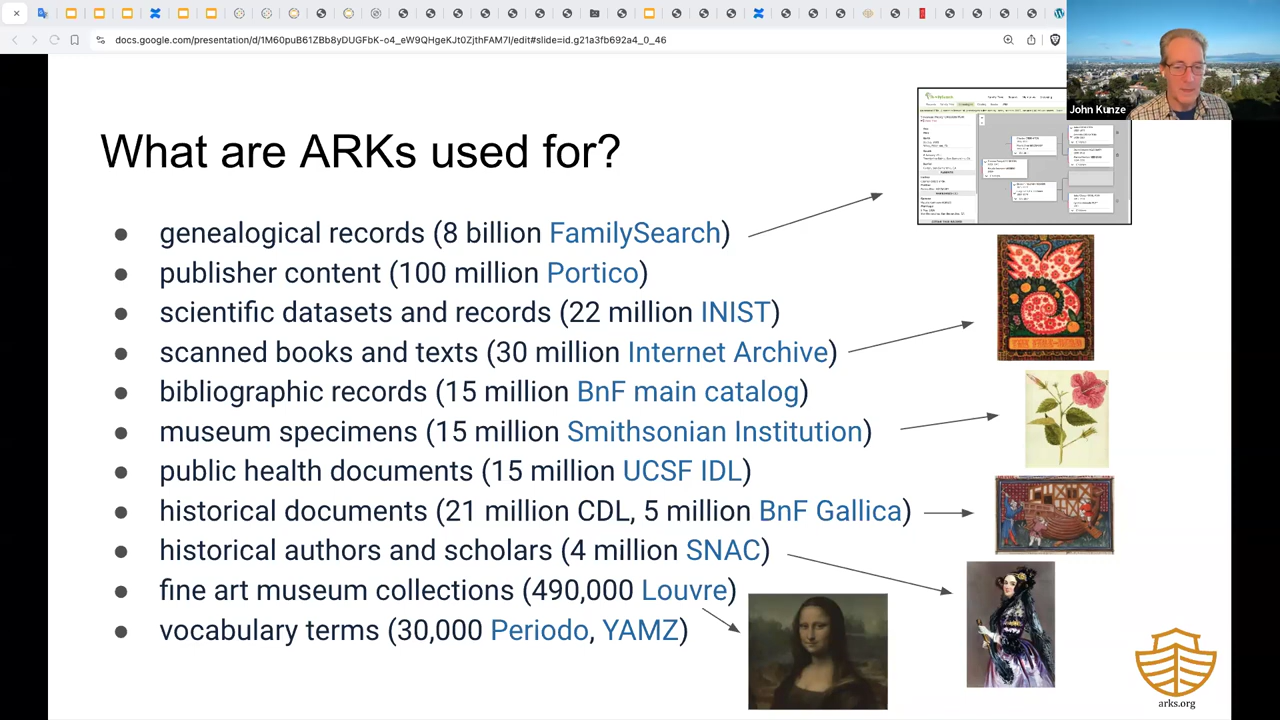 docs.google.com/presentation/d/1M60puB61ZBb8yDUGFbK-o4_eW9QHgeKJt0ZjthFAM7I/edit#slide=id.g21a3fb692a4_0_46
John Kunze
What are ARKs used for?
● genealogical records (8 billion FamilySearch)
● publisher content (100 million Portico)
● scientific datasets and records (22 million INIST)
● scanned books and texts (30 million Internet Archive)
● bibliographic records (15 million BnF main catalog)
● museum specimens (15 million Smithsonian Institution)
● public health documents (15 million UCSF IDL)
● historical documents (21 million CDL, 5 million BnF Gallica)
● historical authors and scholars (4 million SNAC)
● fine art museum collections (490,000 Louvre)
● vocabulary terms (30,000 Periodo, YAMZ)
arks.org